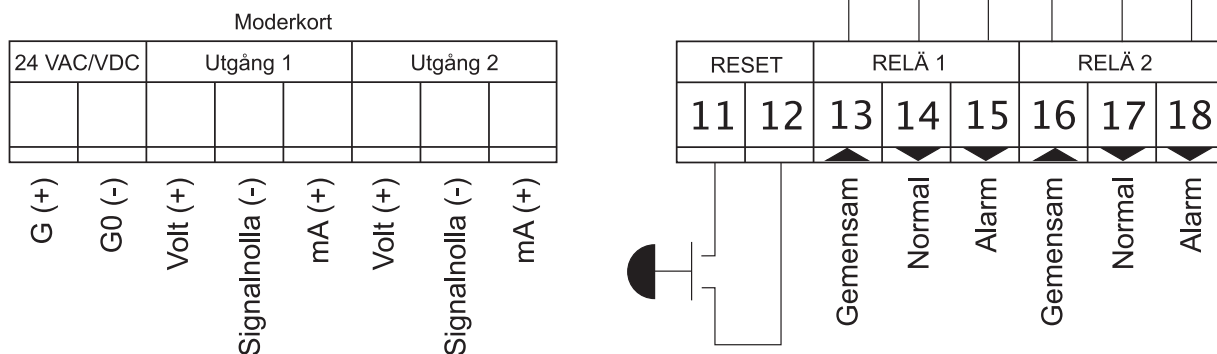 Moderkort
24 VAC/VDC Utgång 1 Utgång 2
G (+) G0 (-) Volt (+) Signalnolla (-) mA (+) Volt (+) Signalnolla (-) mA (+)
RESET RELÄ 1 RELÄ 2
11 12 13 14 15 16 17 18
Gemensam Normal Alarm Gemensam Normal Alarm